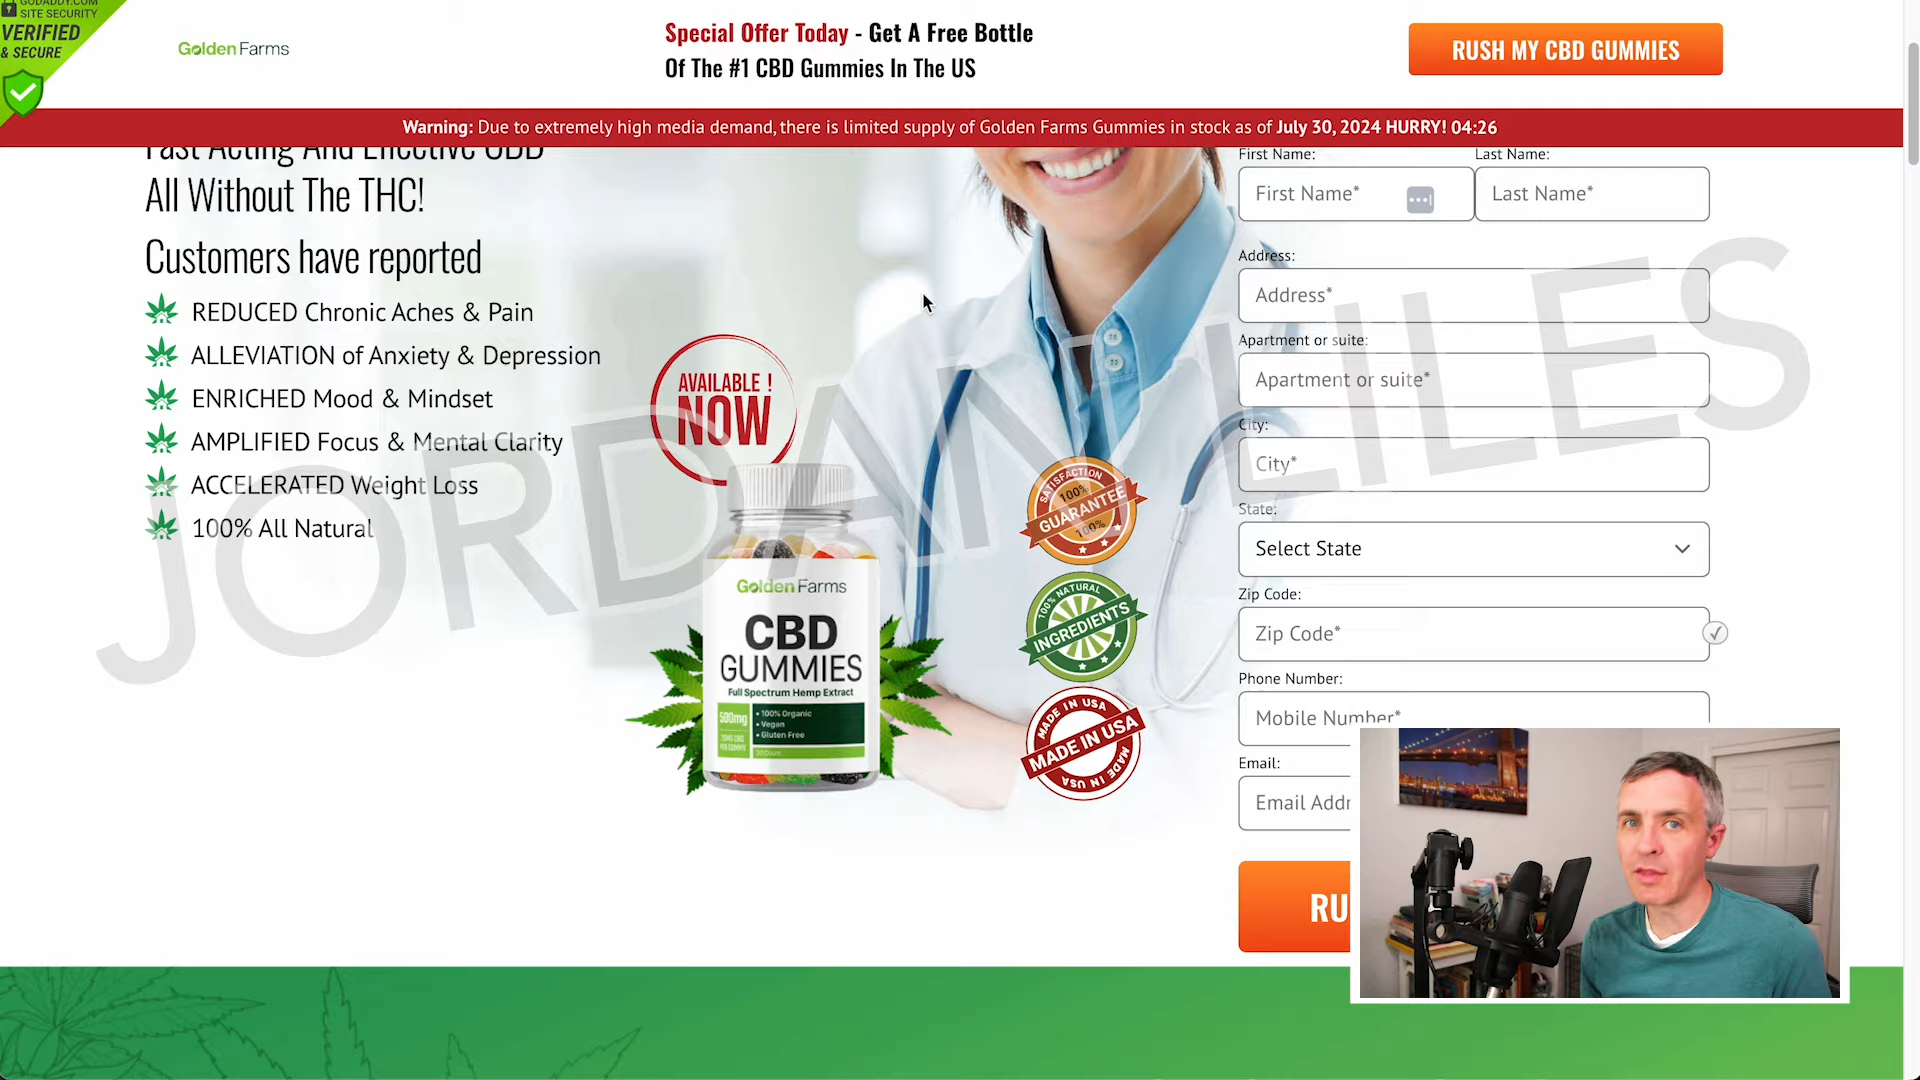 GODADDY.COM
SITE SECURITY
VERIFIED
& SECURE
Golden Farms
Special Offer Today - Get A Free Bottle
Of The #1 CBD Gummies In The US
RUSH MY CBD GUMMIES
Warning: Due to extremely high media demand, there is limited supply of Golden Farms Gummies in stock as of July 30, 2024 HURRY! 04:26
Fast Acting And Effective CBD
All Without The THC!
Customers have reported
REDUCED Chronic Aches & Pain
ALLEVIATION of Anxiety & Depression
ENRICHED Mood & Mindset
AMPLIFIED Focus & Mental Clarity
ACCELERATED Weight Loss
100% All Natural
AVAILABLE !
NOW
Golden Farms
CBD
GUMMIES
Full Spectrum Hemp Extract
500mg
• 100% Organic
• Vegan
• Gluten Free
SATISFACTION
100%
GUARANTEE
100%
100% NATURAL
INGREDIENTS
MADE IN USA
MADE IN USA
MADE IN USA
First Name:
First Name*
Last Name:
Last Name*
Address:
Address*
Apartment or suite:
Apartment or suite*
City:
City*
State:
Select State
Zip Code:
Zip Code*
Phone Number:
Mobile Number*
Email:
Email Addr
RU
JORDAN LILES